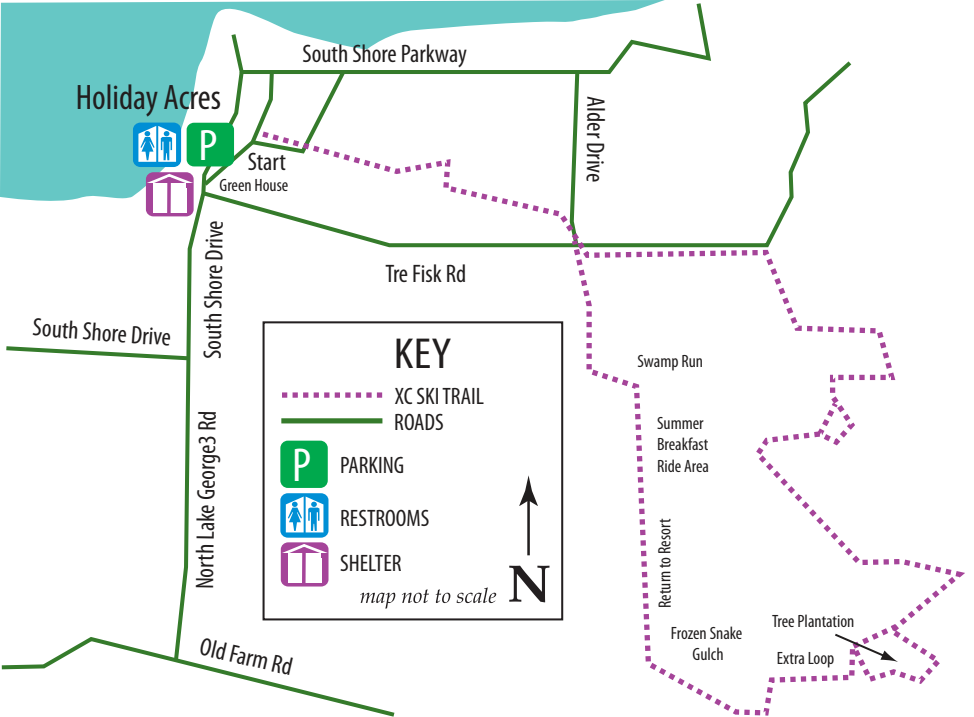 South Shore Parkway
Holiday Acres
P
Start
Green House
Alder Drive
South Shore Drive
Tre Fisk Rd
South Shore Drive
North Lake George3 Rd
Old Farm Rd
KEY
XC SKI TRAIL
ROADS
P
PARKING
RESTROOMS
SHELTER
map not to scale
N
Swamp Run
Summer
Breakfast
Ride Area
Return to Resort
Frozen Snake
Gulch
Tree Plantation
Extra Loop